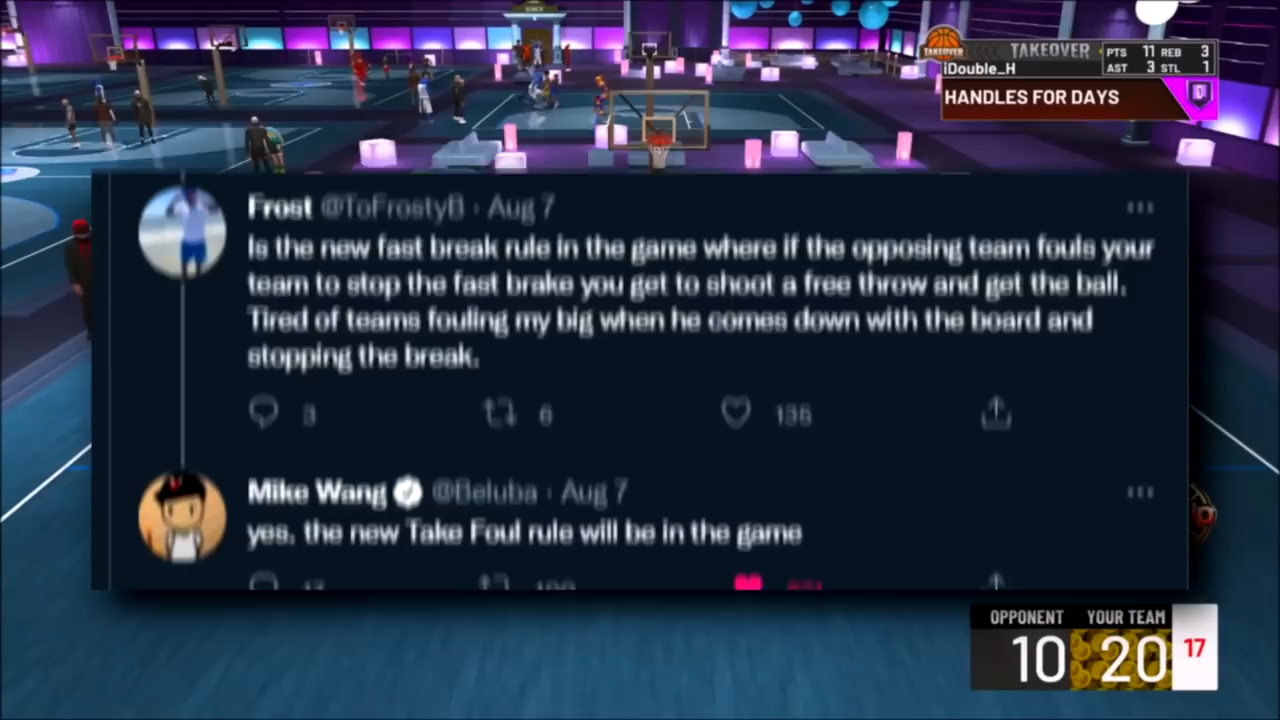 TAKEOVER PTS 11 REB 3
iDouble_H AST 3 STL 1
TAKEOVER
HANDLES FOR DAYS
Frost @ToFrostyB · Aug 7
Is the new fast break rule in the game where if the opposing team fouls your
team to stop the fast brake you get to shoot a free throw and get the ball.
Tired of teams fouling my big when he comes down with the board and
stopping the break.
3 6 135
Mike Wang @Beluba · Aug 7
yes. the new Take Foul rule will be in the game
OPPONENT YOUR TEAM
10 20 17